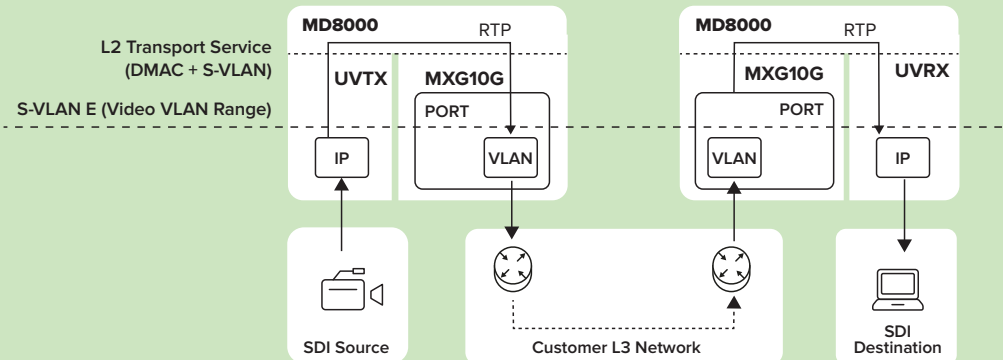 MD8000
RTP
MD8000
RTP
L2 Transport Service
(DMAC + S-VLAN)
UVTX
MXG10G
MXG10G
UVRX
S-VLAN E (Video VLAN Range)
PORT
PORT
IP
VLAN
VLAN
IP
SDI Source
Customer L3 Network
SDI
Destination